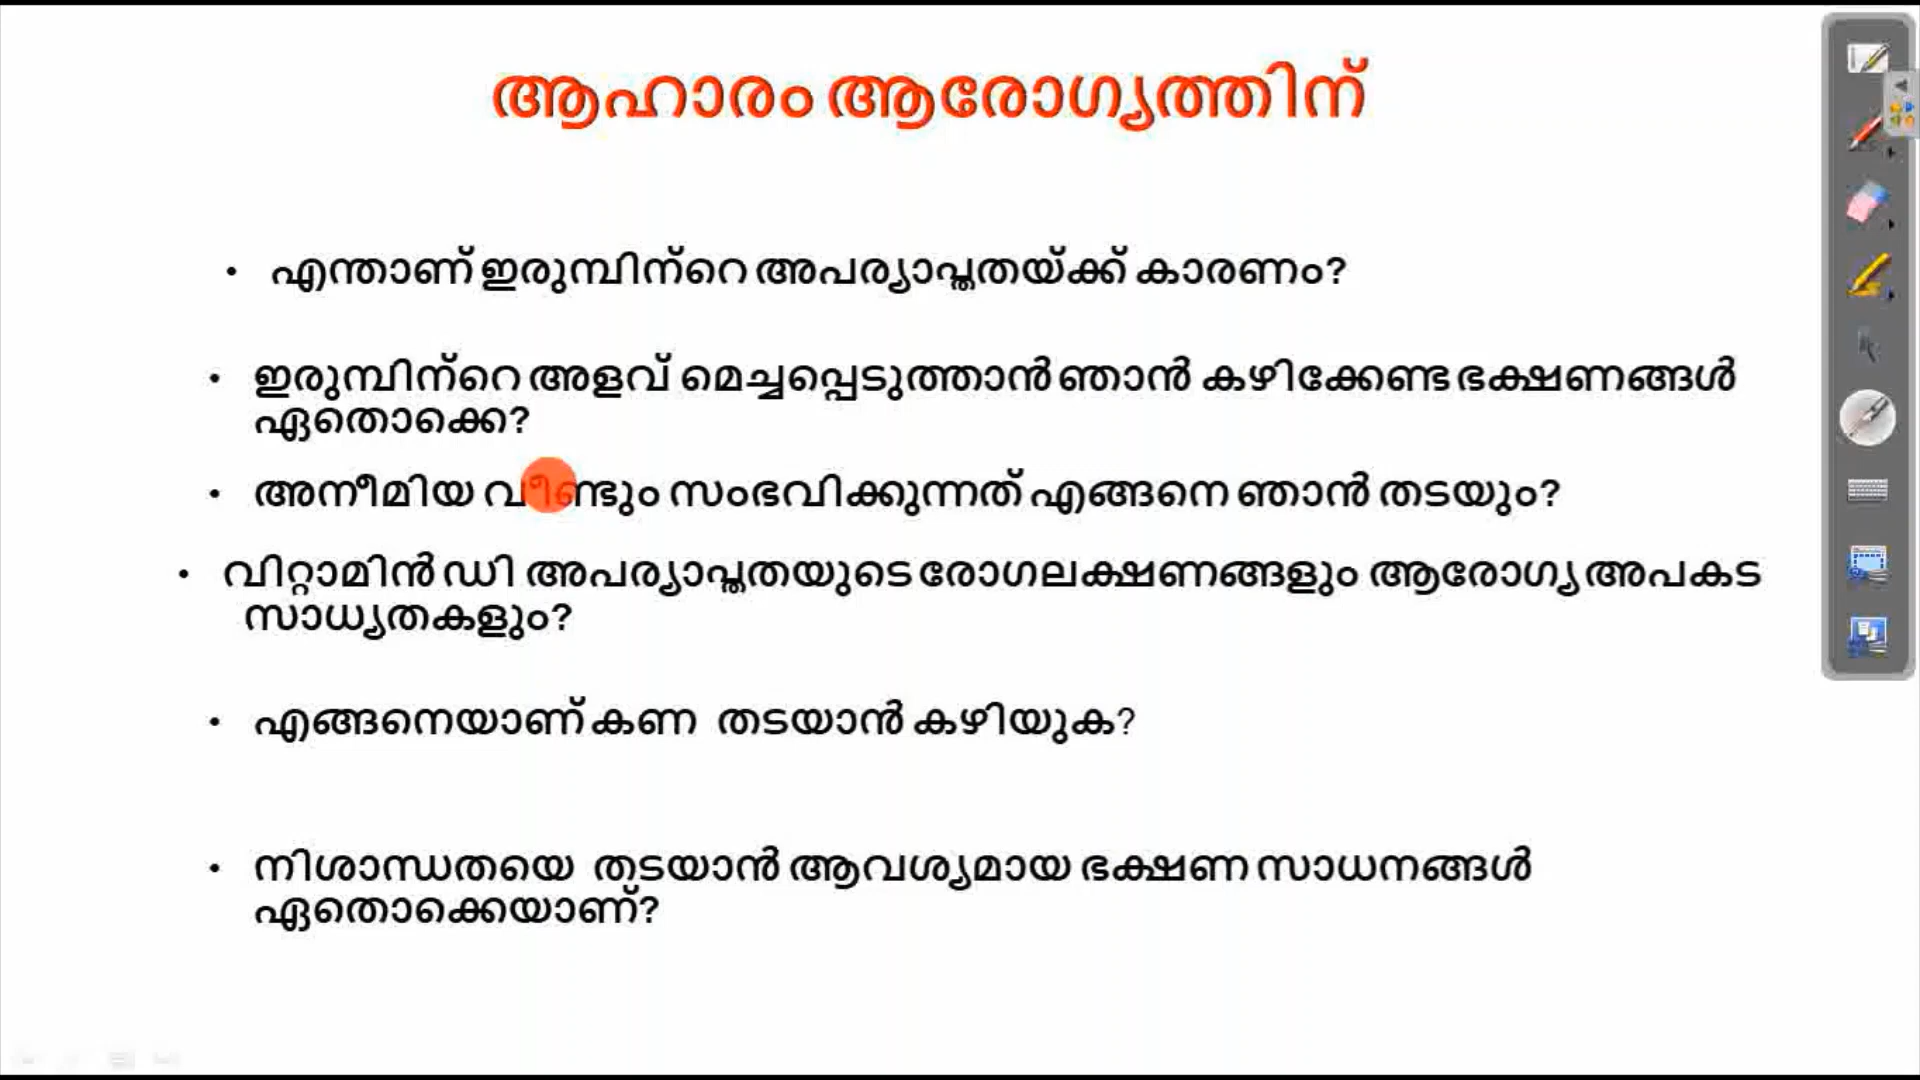 ആഹാരം ആരോഗ്യത്തിന്
• എന്താണ് ഇരുമ്പിന്റെ അപര്യാപ്തതയ്ക്ക് കാരണം?
• ഇരുമ്പിന്റെ അളവ് മെച്ചപ്പെടുത്താൻ ഞാൻ കഴിക്കേണ്ട ഭക്ഷണങ്ങൾ
ഏതൊക്കെ?
• അനീമിയ വീണ്ടും സംഭവിക്കുന്നത് എങ്ങനെ ഞാൻ തടയും?
• വിറ്റാമിൻ ഡി അപര്യാപ്തതയുടെ രോഗലക്ഷണങ്ങളും ആരോഗ്യ അപകട
സാധ്യതകളും?
• എങ്ങനെയാണ് കണ തടയാൻ കഴിയുക?
• നിശാന്ധതയെ തടയാൻ ആവശ്യമായ ഭക്ഷണ സാധനങ്ങൾ
ഏതൊക്കെയാണ്?